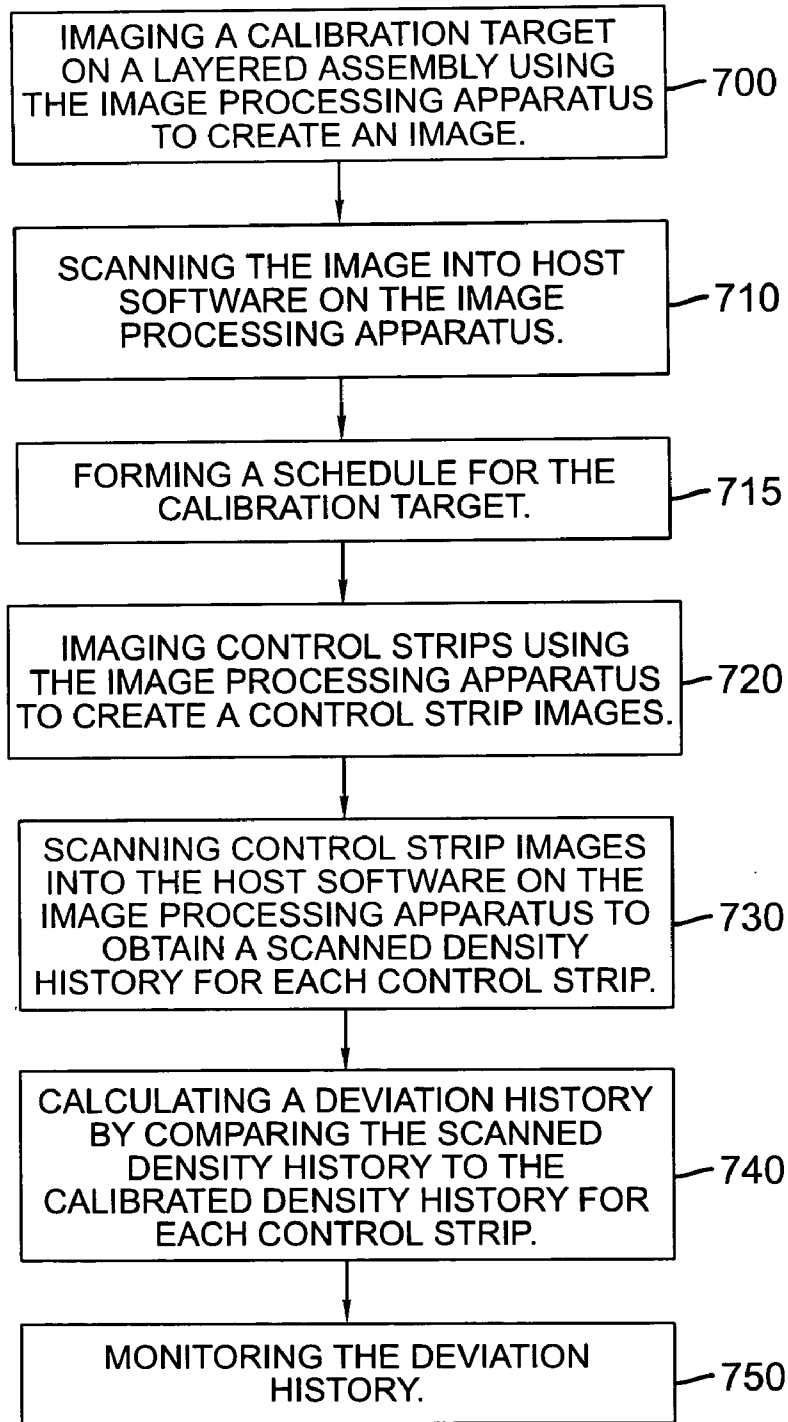 IMAGING A CALIBRATION TARGET
ON A LAYERED ASSEMBLY USING
THE IMAGE PROCESSING APPARATUS
TO CREATE AN IMAGE.
700
SCANNING THE IMAGE INTO HOST
SOFTWARE ON THE IMAGE
PROCESSING APPARATUS.
710
FORMING A SCHEDULE FOR THE
CALIBRATION TARGET.
715
IMAGING CONTROL STRIPS USING
THE IMAGE PROCESSING APPARATUS
TO CREATE A CONTROL STRIP IMAGES.
720
SCANNING CONTROL STRIP IMAGES
INTO THE HOST SOFTWARE ON THE
IMAGE PROCESSING APPARATUS TO
OBTAIN A SCANNED DENSITY
HISTORY FOR EACH CONTROL STRIP.
730
CALCULATING A DEVIATION HISTORY
BY COMPARING THE SCANNED
DENSITY HISTORY TO THE
CALIBRATED DENSITY HISTORY FOR
EACH CONTROL STRIP.
740
MONITORING THE DEVIATION
HISTORY.
750